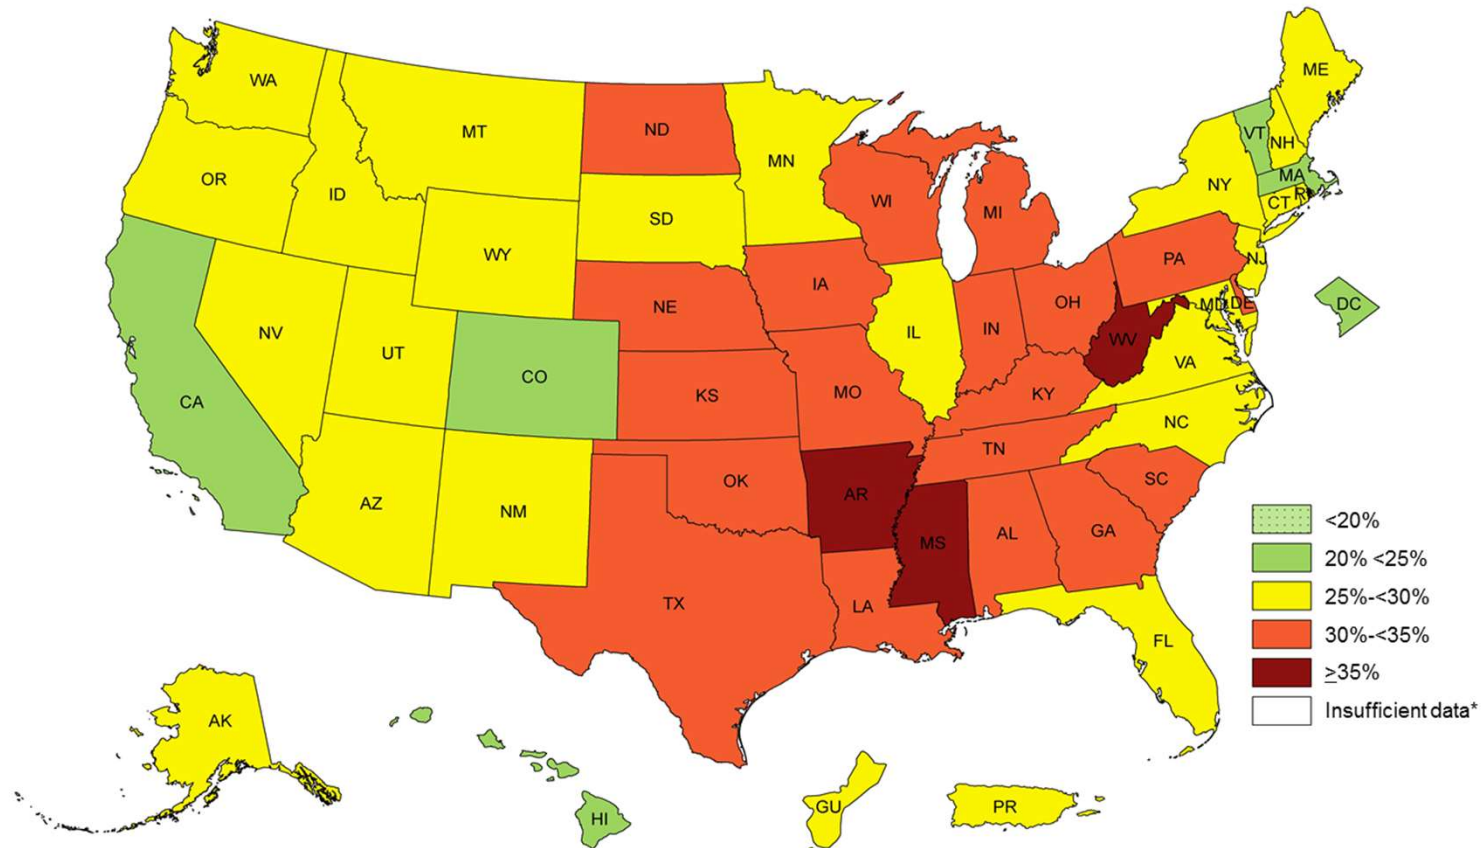 WA
MT
ND
MN
ME
VT
NH
OR
ID
SD
WI
MI
NY
MA
CT
WY
NE
IA
PA
NJ
NV
UT
CO
IL
IN
OH
MD
DE
DC
WV
VA
CA
KS
MO
KY
NC
TN
AZ
NM
OK
AR
SC
MS
AL
GA
TX
LA
FL
AK
HI
GU
PR
<20%
20% <25%
25%-<30%
30%-<35%
≥35%
Insufficient data*